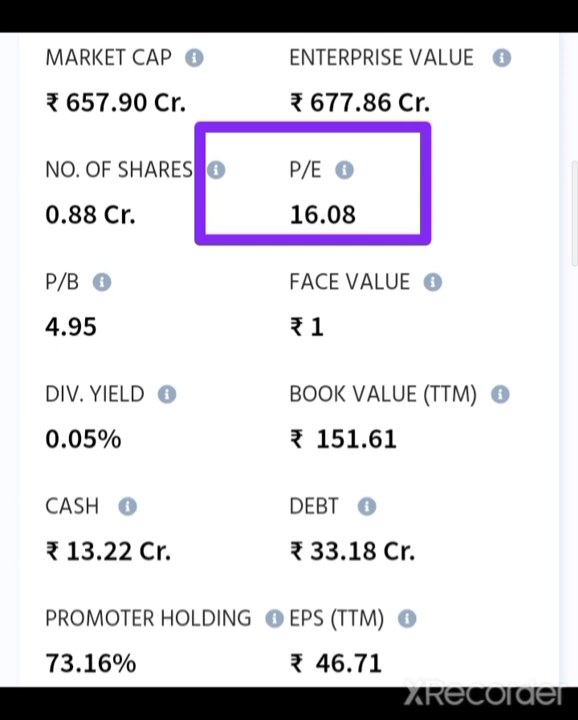 MARKET CAP ENTERPRISE VALUE
₹ 657.90 Cr. ₹ 677.86 Cr.
NO. OF SHARES P/E
0.88 Cr. 16.08
P/B FACE VALUE
4.95 ₹ 1
DIV. YIELD BOOK VALUE (TTM)
0.05% ₹ 151.61
CASH DEBT
₹ 13.22 Cr. ₹ 33.18 Cr.
PROMOTER HOLDING EPS (TTM)
73.16% ₹ 46.71
XRecorder